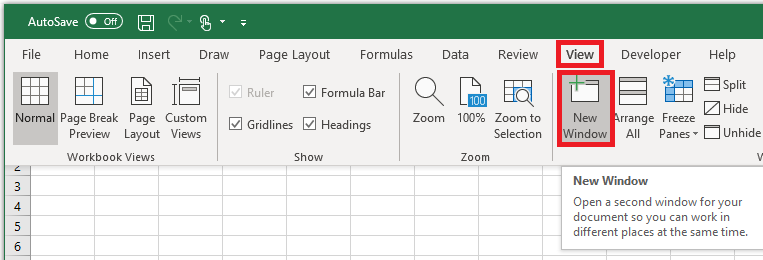 AutoSave Off
File Home Insert Draw Page Layout Formulas Data Review View Developer Help
Normal Page Break Preview Page Layout Custom Views
Ruler Formula Bar
Gridlines Headings
Zoom 100% Zoom to Selection
100
New Window Arrange All Freeze Panes
Split
Hide
Unhide
Workbook Views Show Zoom
2
3
4
5
6
New Window
Open a second window for your
document so you can work in
different places at the same time.